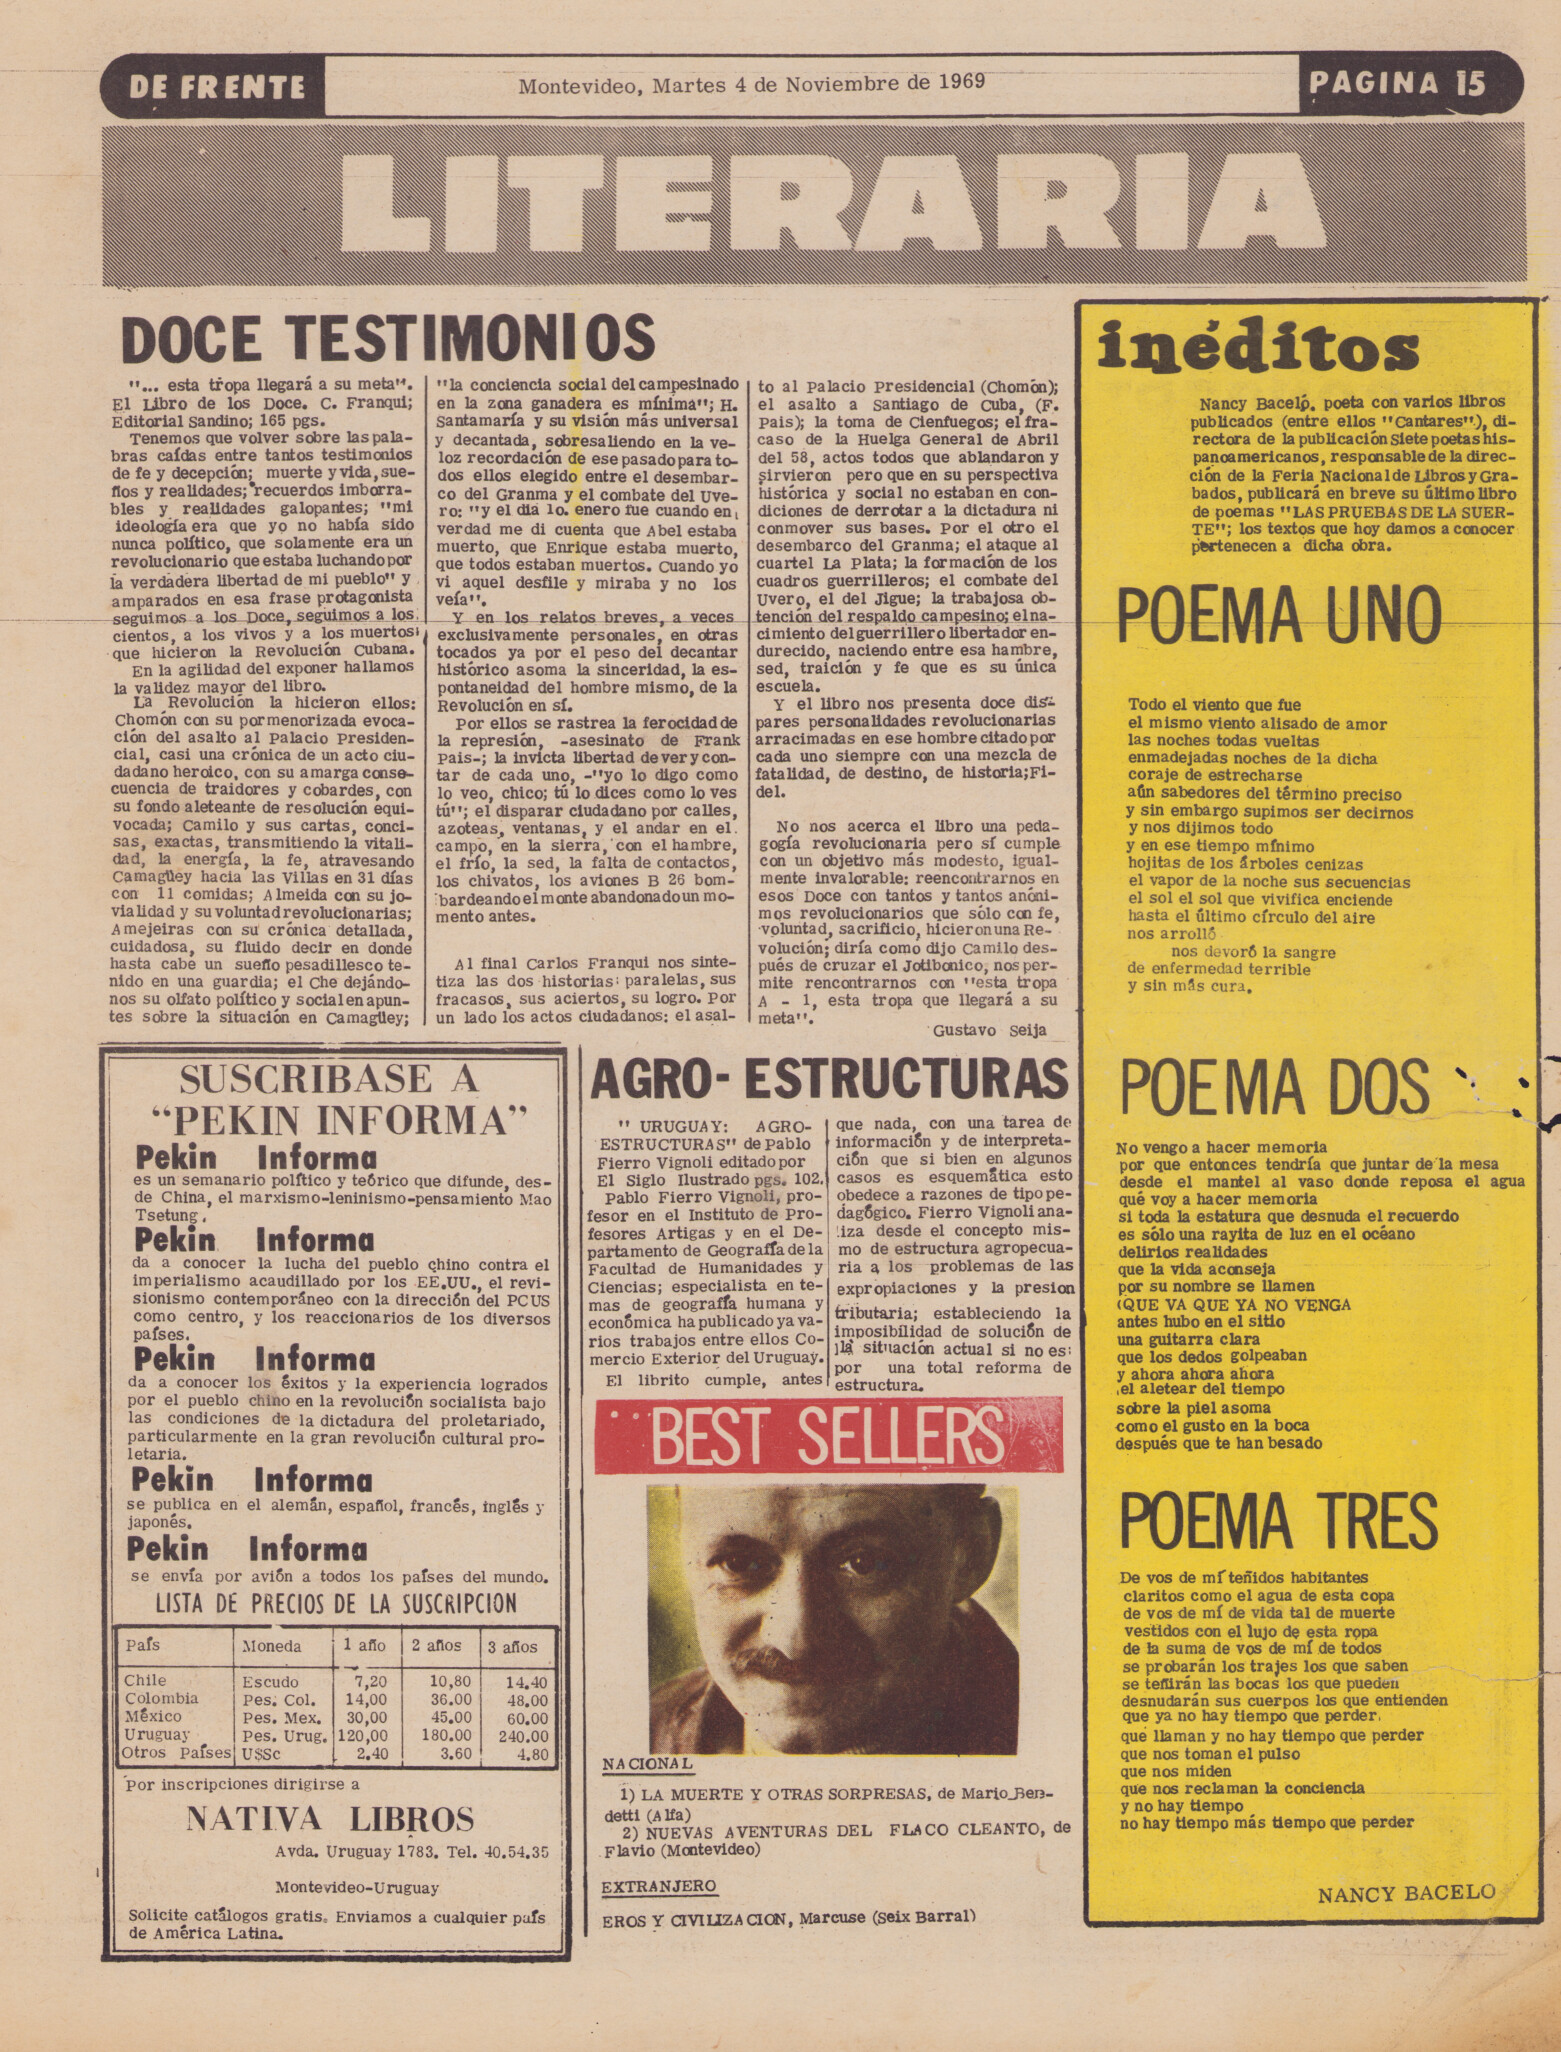 DE FRENTE
Montevideo, Martes 4 de Noviembre de 1969
PAGINA 15
LITERARIA
DOCE TESTIMONIOS
"... esta tropa llegará a su meta".
El Libro de los Doce. C. Franqui;
Editorial Sandino; 165 pgs.
Tenemos que volver sobre las pala-
bras caídas entre tantos testimonios
de fe y decepción; muerte y vida, sue-
ños y realidades; recuerdos imborra-
bles y realidades galopantes; "mi
ideología era que yo no había sido
nunca político, que solamente era un
revolucionario que estaba luchando por
la verdadera libertad de mi pueblo" y
amparados en esa frase protagonista
seguimos a los Doce, seguimos a los
cientos, a los vivos y a los muertos
que hicieron la Revolución Cubana.
En la agilidad del exponer hallamos
la validez mayor del libro.
La Revolución la hicieron ellos:
Chomón con su pormenorizada evoca-
ción del asalto al Palacio Presiden-
cial, casi una crónica de un acto ciu-
dadano heroico, con su amarga conse-
cuencia de traidores y cobardes, con
su fondo aleteante de resolución equi-
vocada; Camilo y sus cartas, conci-
sas, exactas, transmitiendo la vitali-
dad, la energía, la fe, atravesando
Camagüey hacia las Villas en 31 días
con 11 comidas; Almeida con su jo-
vialidad y su voluntad revolucionarias;
Amejeiras con su crónica detallada,
cuidadosa, su fluido decir en donde
hasta cabe un sueño pesadillesco te-
nido en una guardia; el Che dejándo-
nos su olfato político y social en apun-
tes sobre la situación en Camagüey;
"la conciencia social del campesinado
en la zona ganadera es mínima"; H.
Santamaría y su visión más universal
y decantada, sobresaliendo en la ve-
loz recordación de ese pasado para to-
dos ellos elegido entre el desembar-
co del Granma y el combate del Uve-
ro: "y el día 1o. enero fue cuando en
verdad me di cuenta que Abel estaba
muerto, que Enrique estaba muerto,
que todos estaban muertos. Cuando yo
vi aquel desfile y miraba y no los
veía".
Y en los relatos breves, a veces
exclusivamente personales, en otras
tocados ya por el peso del decantar
histórico asoma la sinceridad, la es-
pontaneidad del hombre mismo, de la
Revolución en sí.
Por ellos se rastrea la ferocidad de
la represión, -asesinato de Frank
Pais-; la invicta libertad de ver y con-
tar de cada uno, -"yo lo digo como
lo veo, chico; tú lo dices como lo ves
tú"; el disparar ciudadano por calles,
azoteas, ventanas, y el andar en el
campo, en la sierra, con el hambre,
el frío, la sed, la falta de contactos,
los chivatos, los aviones B 26 bom-
bardeando el monte abandonado un mo-
mento antes.
Al final Carlos Franqui nos sinte-
tiza las dos historias paralelas, sus
fracasos, sus aciertos, su logro. Por
un lado los actos ciudadanos: el asal-
to al Palacio Presidencial (Chomón);
el asalto a Santiago de Cuba, (F.
Pais); la toma de Cienfuegos; el fra-
caso de la Huelga General de Abril
del 58, actos todos que ablandaron y
sirvieron pero que en su perspectiva
histórica y social no estaban en con-
diciones de derrotar a la dictadura ni
conmover sus bases. Por el otro el
desembarco del Granma; el ataque al
cuartel La Plata; la formación de los
cuadros guerrilleros; el combate del
Uvero, el del Jigue; la trabajosa ob-
tención del respaldo campesino; el na-
cimiento del guerrillero libertador en-
durecido, naciendo entre esa hambre,
sed, traición y fe que es su única
escuela.
Y el libro nos presenta doce dis-
pares personalidades revolucionarias
arracimadas en ese hombre citado por
cada uno siempre con una mezcla de
fatalidad, de destino, de historia; Fi-
del.
No nos acerca el libro una peda-
gogía revolucionaria pero sí cumple
con un objetivo más modesto, igual-
mente invalorable: reencontrarnos en
esos Doce con tantos y tantos anóni-
mos revolucionarios que sólo con fe,
voluntad, sacrificio, hicieron una Re-
volución; diría como dijo Camilo des-
pués de cruzar el Jotibonico, nos per-
mite rencontrarnos con "esta tropa
A - 1, esta tropa que llegará a su
meta".
Gustavo Seija
SUSCRIBASE A
"PEKIN INFORMA"
Pekin Informa
es un semanario político y teórico que difunde, des-
de China, el marxismo-leninismo-pensamiento Mao
Tsetung.
Pekin Informa
da a conocer la lucha del pueblo chino contra el
imperialismo acaudillado por los EE.UU., el revi-
sionismo contemporáneo con la dirección del PCUS
como centro, y los reaccionarios de los diversos
países.
Pekin Informa
da a conocer los éxitos y la experiencia logrados
por el pueblo chino en la revolución socialista bajo
las condiciones de la dictadura del proletariado,
particularmente en la gran revolución cultural pro-
letaria.
Pekin Informa
se publica en el alemán, español, francés, inglés y
japonés.
Pekin Informa
se envía por avión a todos los países del mundo.
LISTA DE PRECIOS DE LA SUSCRIPCION
País Moneda 1 año 2 años 3 años
Chile Escudo 7,20 10,80 14.40
Colombia Pes. Col. 14,00 36.00 48.00
México Pes. Mex. 30,00 45.00 60.00
Uruguay Pes. Urug. 120,00 180.00 240.00
Otros Países U$Sc 2.40 3.60 4.80
Por inscripciones dirigirse a
NATIVA LIBROS
Avda. Uruguay 1783. Tel. 40.54.35
Montevideo-Uruguay
Solicite catálogos gratis. Enviamos a cualquier país
de América Latina.
AGRO- ESTRUCTURAS
" URUGUAY: AGRO-
ESTRUCTURAS" de Pablo
Fierro Vignoli editado por
El Siglo Ilustrado pgs. 102.
Pablo Fierro Vignoli, pro-
fesor en el Instituto de Pro-
fesores Artigas y en el De-
partamento de Geografía de la
Facultad de Humanidades y
Ciencias; especialista en te-
mas de geografía humana y
económica ha publicado ya va-
rios trabajos entre ellos Co-
mercio Exterior del Uruguay.
El librito cumple, antes
que nada, con una tarea de
información y de interpreta-
ción que si bien en algunos
casos es esquemática esto
obedece a razones de tipo pe-
dagógico. Fierro Vignoli ana-
liza desde el concepto mis-
mo de estructura agropecua-
ria a los problemas de las
expropiaciones y la presion
tributaria; estableciendo la
imposibilidad de solución de
la situación actual si no es:
por una total reforma de
estructura.
BEST SELLERS
NACIONAL
1) LA MUERTE Y OTRAS SORPRESAS, de Mario Ben-
detti (Alfa)
2) NUEVAS AVENTURAS DEL FLACO CLEANTO, de
Flavio (Montevideo)
EXTRANJERO
EROS Y CIVILIZACION, Marcuse (Seix Barral)
inéditos
Nancy Bacelo, poeta con varios libros
publicados (entre ellos "Cantares"), di-
rectora de la publicación Siete poetas his-
panoamericanos, responsable de la direc-
ción de la Feria Nacional de Libros y Gra-
bados, publicará en breve su último libro
de poemas "LAS PRUEBAS DE LA SUER-
TE"; los textos que hoy damos a conocer
pertenecen a dicha obra.
POEMA UNO
Todo el viento que fue
el mismo viento alisado de amor
las noches todas vueltas
enmadejadas noches de la dicha
coraje de estrecharse
aún sabedores del término preciso
y sin embargo supimos ser decirnos
y nos dijimos todo
y en ese tiempo mínimo
hojitas de los árboles cenizas
el vapor de la noche sus secuencias
el sol el sol que vivifica enciende
hasta el último círculo del aire
nos arrolló
nos devoró la sangre
de enfermedad terrible
y sin más cura.
POEMA DOS
No vengo a hacer memoria
por que entonces tendría que juntar de la mesa
desde el mantel al vaso donde reposa el agua
qué voy a hacer memoria
si toda la estatura que desnuda el recuerdo
es sólo una rayita de luz en el océano
delirios realidades
que la vida aconseja
por su nombre se llamen
(QUE VA QUE YA NO VENGA
antes hubo en el sitio
una guitarra clara
que los dedos golpeaban
y ahora ahora ahora
el aletear del tiempo
sobre la piel asoma
como el gusto en la boca
después que te han besado
POEMA TRES
De vos de mí teñidos habitantes
claritos como el agua de esta copa
de vos de mí de vida tal de muerte
vestidos con el lujo de esta ropa
de la suma de vos de mí de todos
se probarán los trajes los que saben
se teñirán las bocas los que pueden
desnudarán sus cuerpos los que entienden
que ya no hay tiempo que perder,
que llaman y no hay tiempo que perder
que nos toman el pulso
que nos miden
que nos reclaman la conciencia
y no hay tiempo
no hay tiempo más tiempo que perder
NANCY BACELO